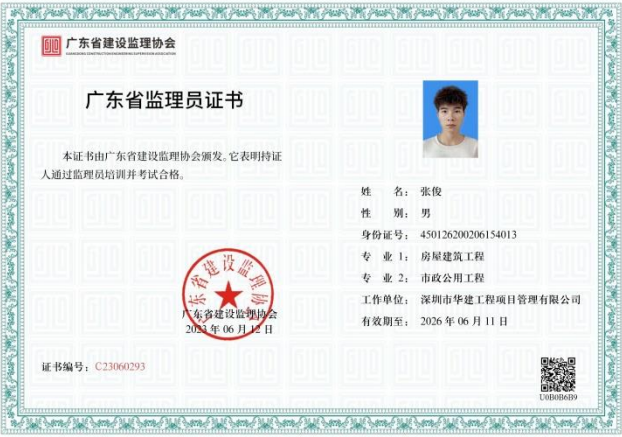 广东省建设监理协会
GUANGDONG CONSTRUCTION ENGINEERING SUPERVISION ASSOCIATION
广东省监理员证书
本证书由广东省建设监理协会颁发。它表明持证
人通过监理员培训并考试合格。
姓 名: 张俊
性 别: 男
身份证号: 450126200206154013
专 业 1: 房屋建筑工程
专 业 2: 市政公用工程
工作单位: 深圳市华建工程项目管理有限公司
有效期至: 2026 年 06 月 11 日
广东省建设监理协会
广东省建设监理协会
2023 年 06 月 12 日
证书编号: C23060293
U0B0B6B9